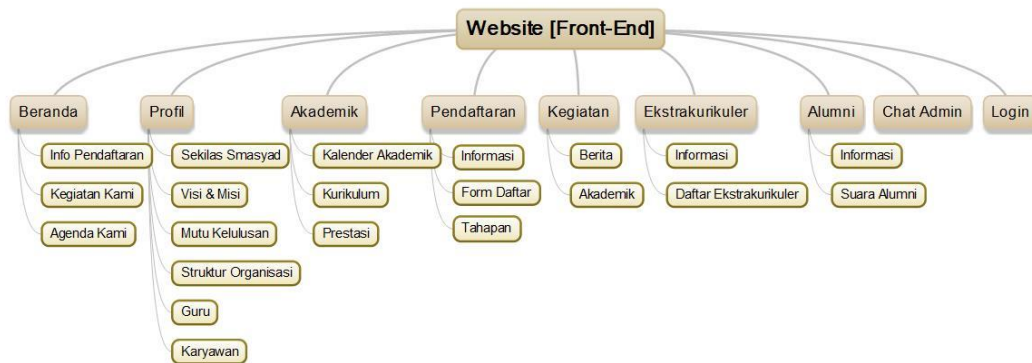 Website [Front-End]
Beranda
Profil
Akademik
Pendaftaran
Kegiatan
Ekstrakurikuler
Alumni
Chat Admin
Login
Info Pendaftaran
Kegiatan Kami
Agenda Kami
Sekilas Smasyad
Visi & Misi
Mutu Kelulusan
Struktur Organisasi
Guru
Karyawan
Kalender Akademik
Kurikulum
Prestasi
Informasi
Form Daftar
Tahapan
Berita
Akademik
Informasi
Daftar Ekstrakurikuler
Informasi
Suara Alumni